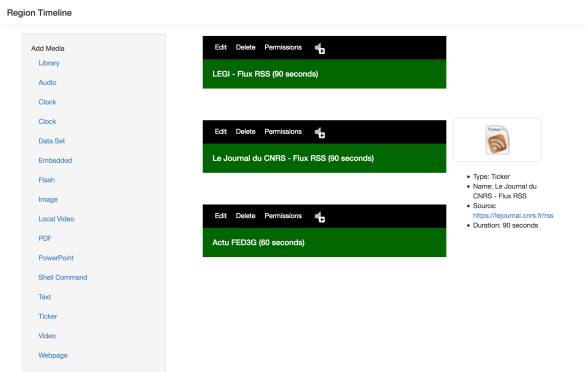 Region Timeline
Add Media
Library
Audio
Clock
Clock
Data Set
Embedded
Flash
Image
Local Video
PDF
PowerPoint
Shell Command
Text
Ticker
Video
Webpage
Edit Delete Permissions
LEGI - Flux RSS (90 seconds)
Edit Delete Permissions
Le Journal du CNRS - Flux RSS (90 seconds)
Edit Delete Permissions
Actu FED3G (60 seconds)
Ticker
Type: Ticker
Name: Le Journal du
CNRS - Flux RSS
Source:
https://lejournal.cnrs.fr/rss
Duration: 90 seconds